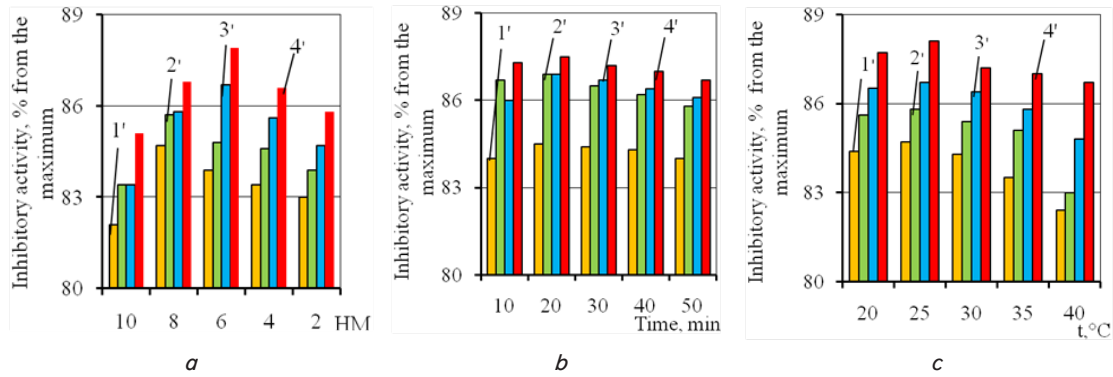 Inhibitory activity, % from the
maximum
89
86
83
80
1'
2'
3'
4'
10 8 6 4 2 HM
a
Inhibitory activity, % from the
maximum
89
86
83
80
1'
2'
3'
4'
10 20 30 40 50
Time, min
b
Inhibitory activity, % from the
maximum
89
86
83
80
1'
2'
3'
4'
20 25 30 35 40
t,°C
c